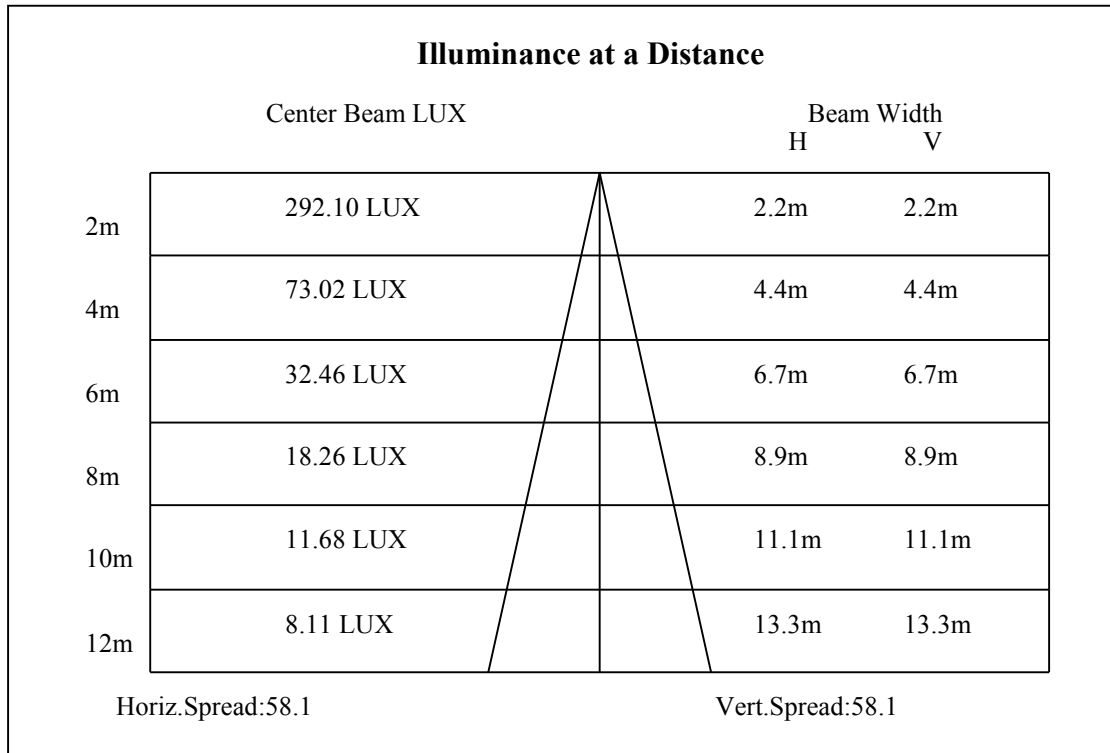 Illuminance at a Distance
Center Beam LUX Beam Width
H V
2m 292.10 LUX 2.2m 2.2m
4m 73.02 LUX 4.4m 4.4m
6m 32.46 LUX 6.7m 6.7m
8m 18.26 LUX 8.9m 8.9m
10m 11.68 LUX 11.1m 11.1m
12m 8.11 LUX 13.3m 13.3m
Horiz.Spread:58.1 Vert.Spread:58.1